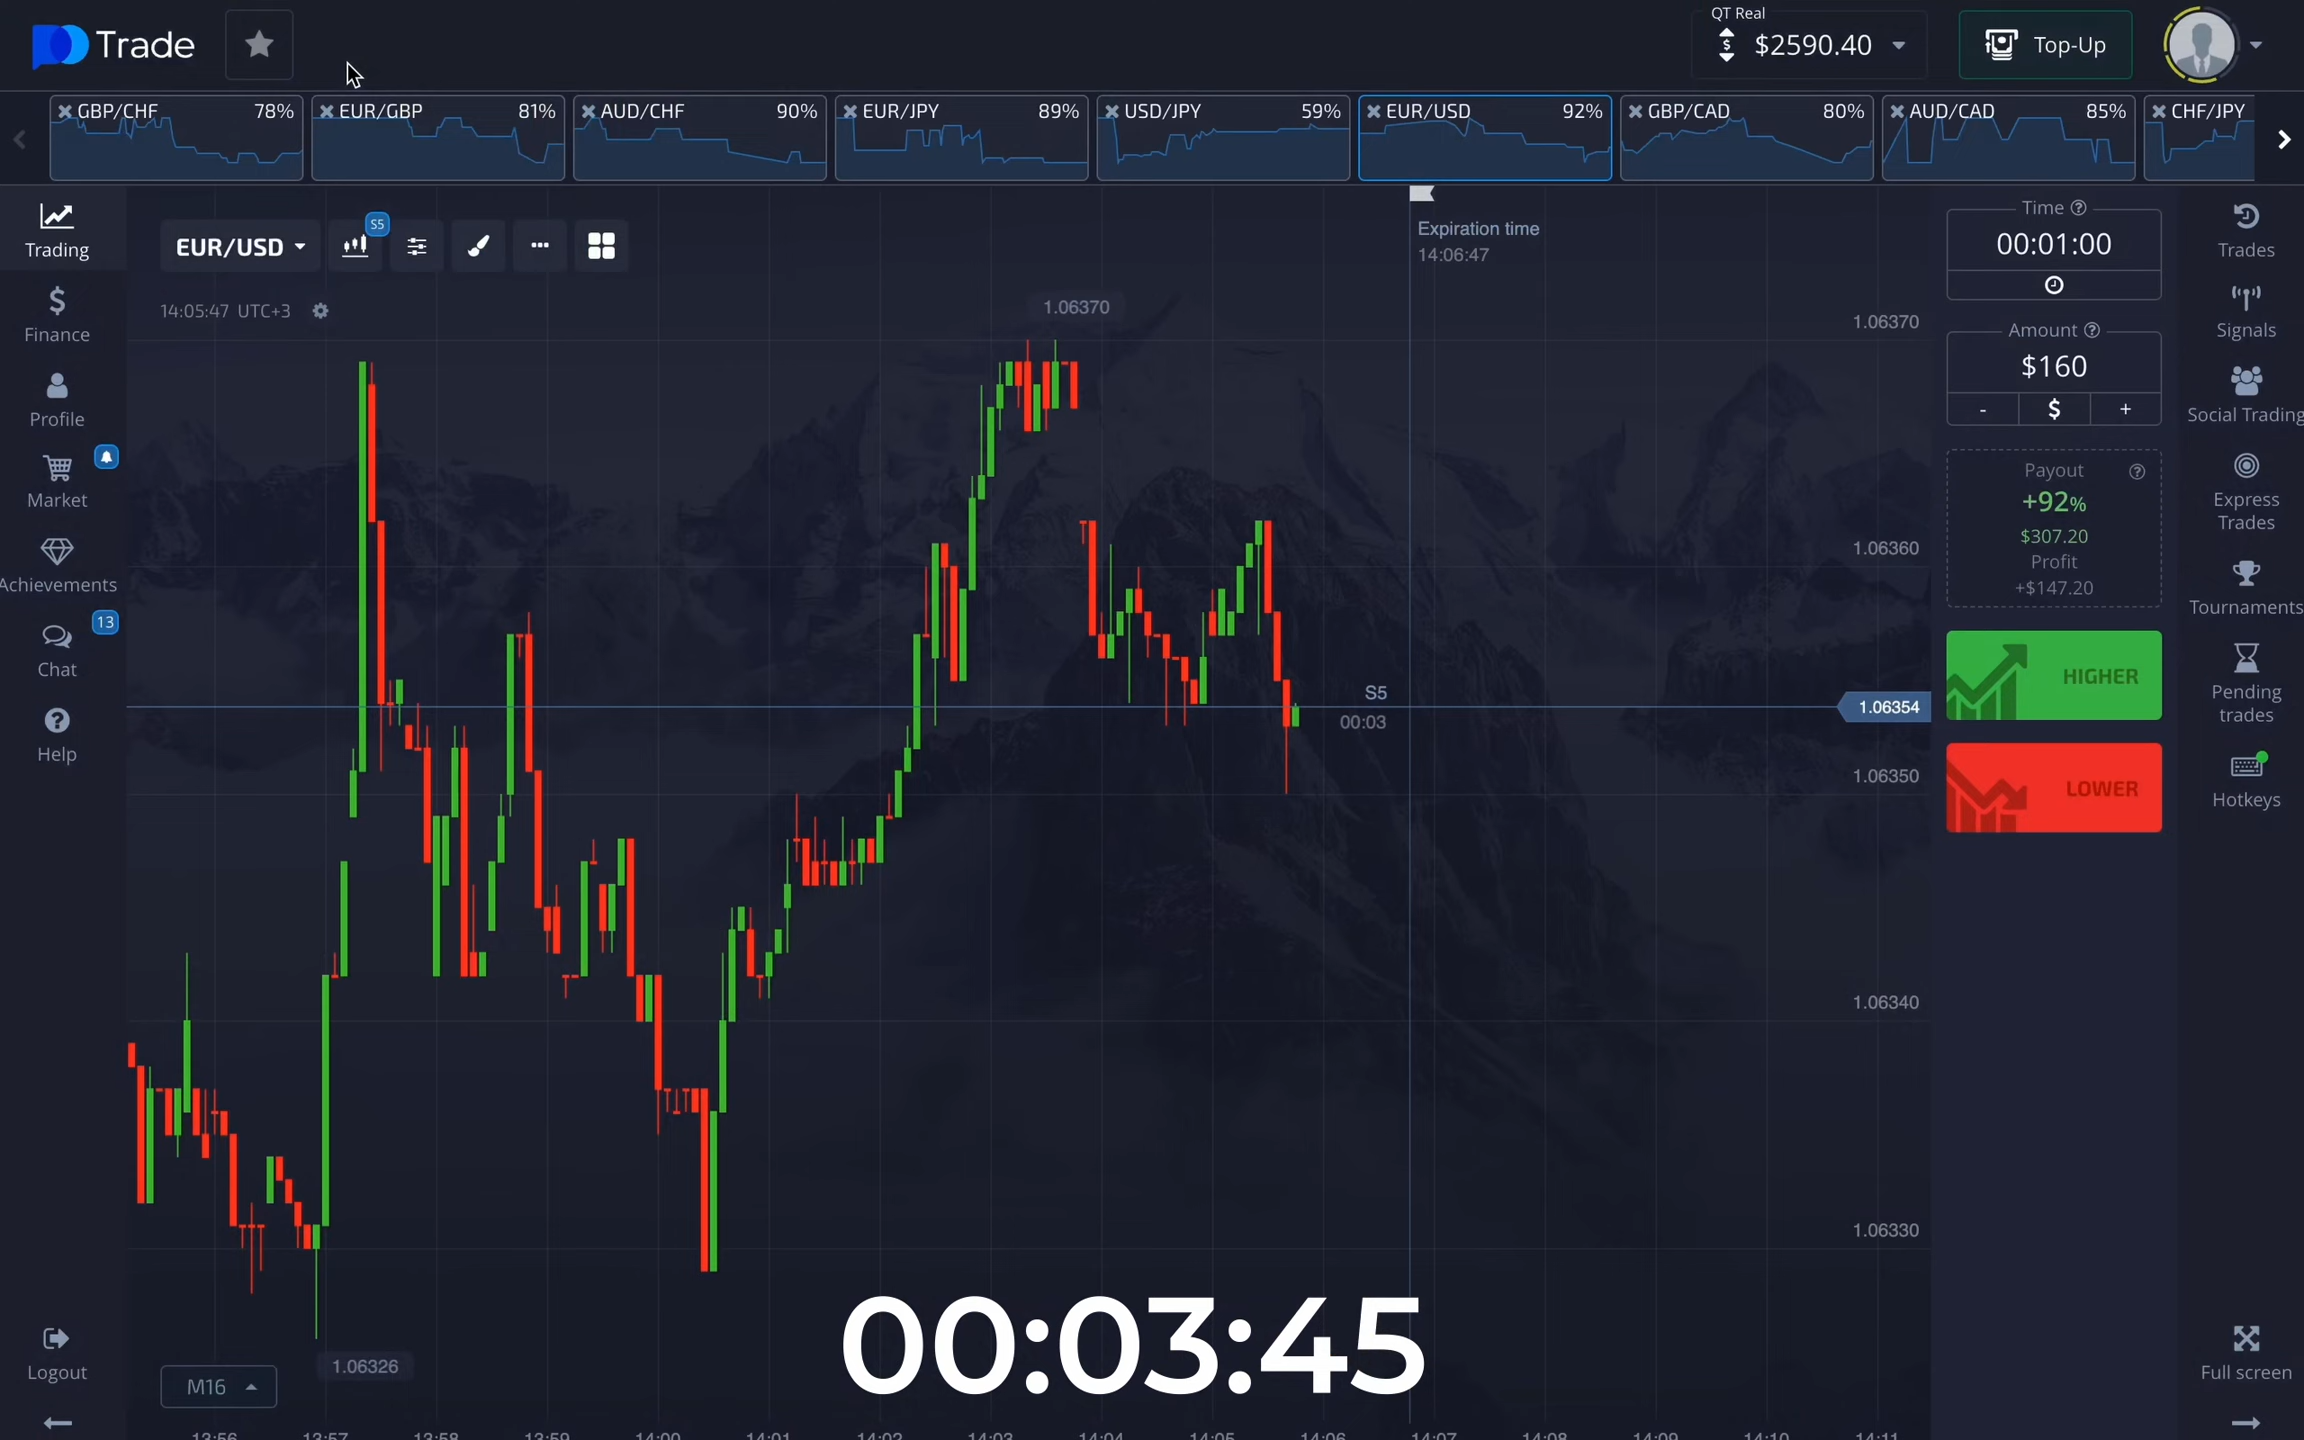 Trade
QT Real
$2590.40
Top-Up
GBP/CHF 78%
EUR/GBP 81%
AUD/CHF 90%
EUR/JPY 89%
USD/JPY 59%
EUR/USD 92%
GBP/CAD 80%
AUD/CAD 85%
CHF/JPY
Trading
Finance
Profile
Market
Achievements
13
Chat
Help
Logout
EUR/USD
S5
14:05:47 UTC+3
Expiration time
14:06:47
1.06370
1.06370
1.06360
S5
00:03
1.06354
1.06350
1.06340
1.06330
1.06326
M16
00:03:45
13:56 13:57 13:58 13:59 14:00 14:01 14:02 14:03 14:04 14:05 14:06 14:07 14:08 14:09 14:10 14:11
Time
00:01:00
Amount
$160
- $ +
Payout
+92%
$307.20
Profit
+$147.20
HIGHER
LOWER
Trades
Signals
Social Trading
Express
Trades
Tournaments
Pending
trades
Hotkeys
Full screen